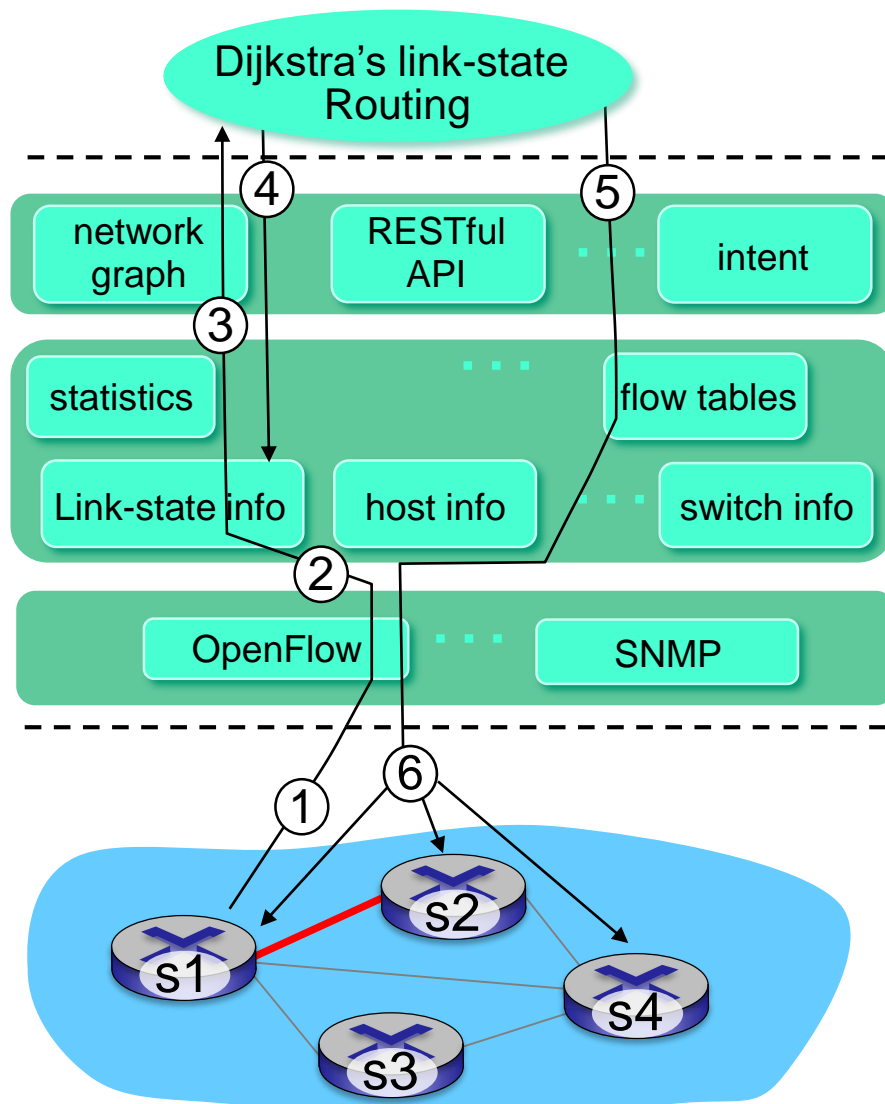 Dijkstra's link-state
Routing
4
5
network
graph
RESTful
API
. . .
intent
3
statistics
. . .
flow tables
Link-state info
host info
. . .
switch info
2
OpenFlow
. . .
SNMP
1
6
s2
s1
s4
s3